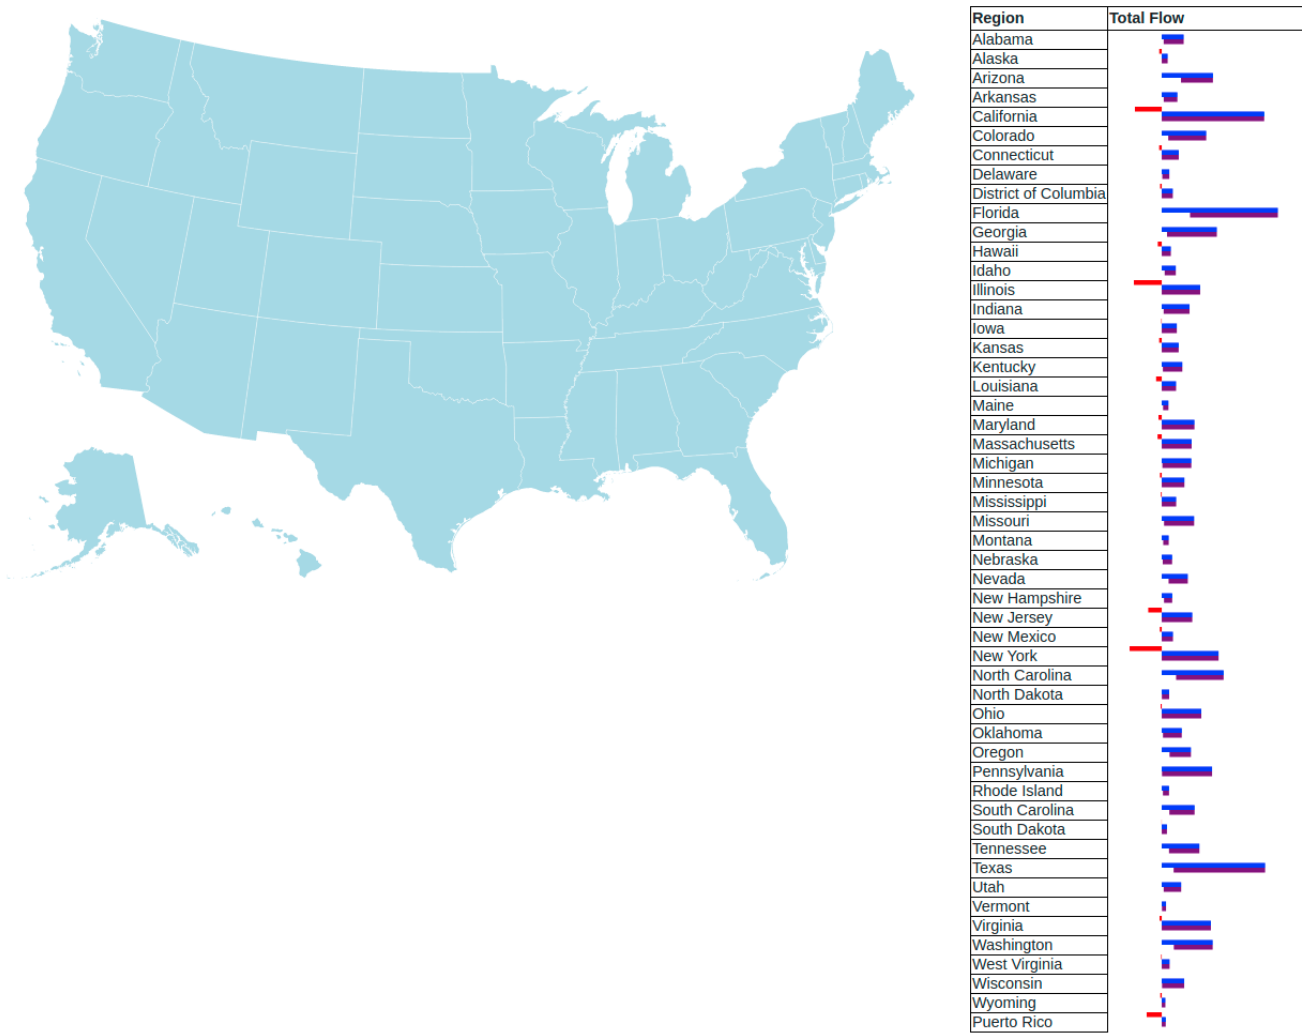 Region Total Flow
Alabama
Alaska
Arizona
Arkansas
California
Colorado
Connecticut
Delaware
District of Columbia
Florida
Georgia
Hawaii
Idaho
Illinois
Indiana
Iowa
Kansas
Kentucky
Louisiana
Maine
Maryland
Massachusetts
Michigan
Minnesota
Mississippi
Missouri
Montana
Nebraska
Nevada
New Hampshire
New Jersey
New Mexico
New York
North Carolina
North Dakota
Ohio
Oklahoma
Oregon
Pennsylvania
Rhode Island
South Carolina
South Dakota
Tennessee
Texas
Utah
Vermont
Virginia
Washington
West Virginia
Wisconsin
Wyoming
Puerto Rico